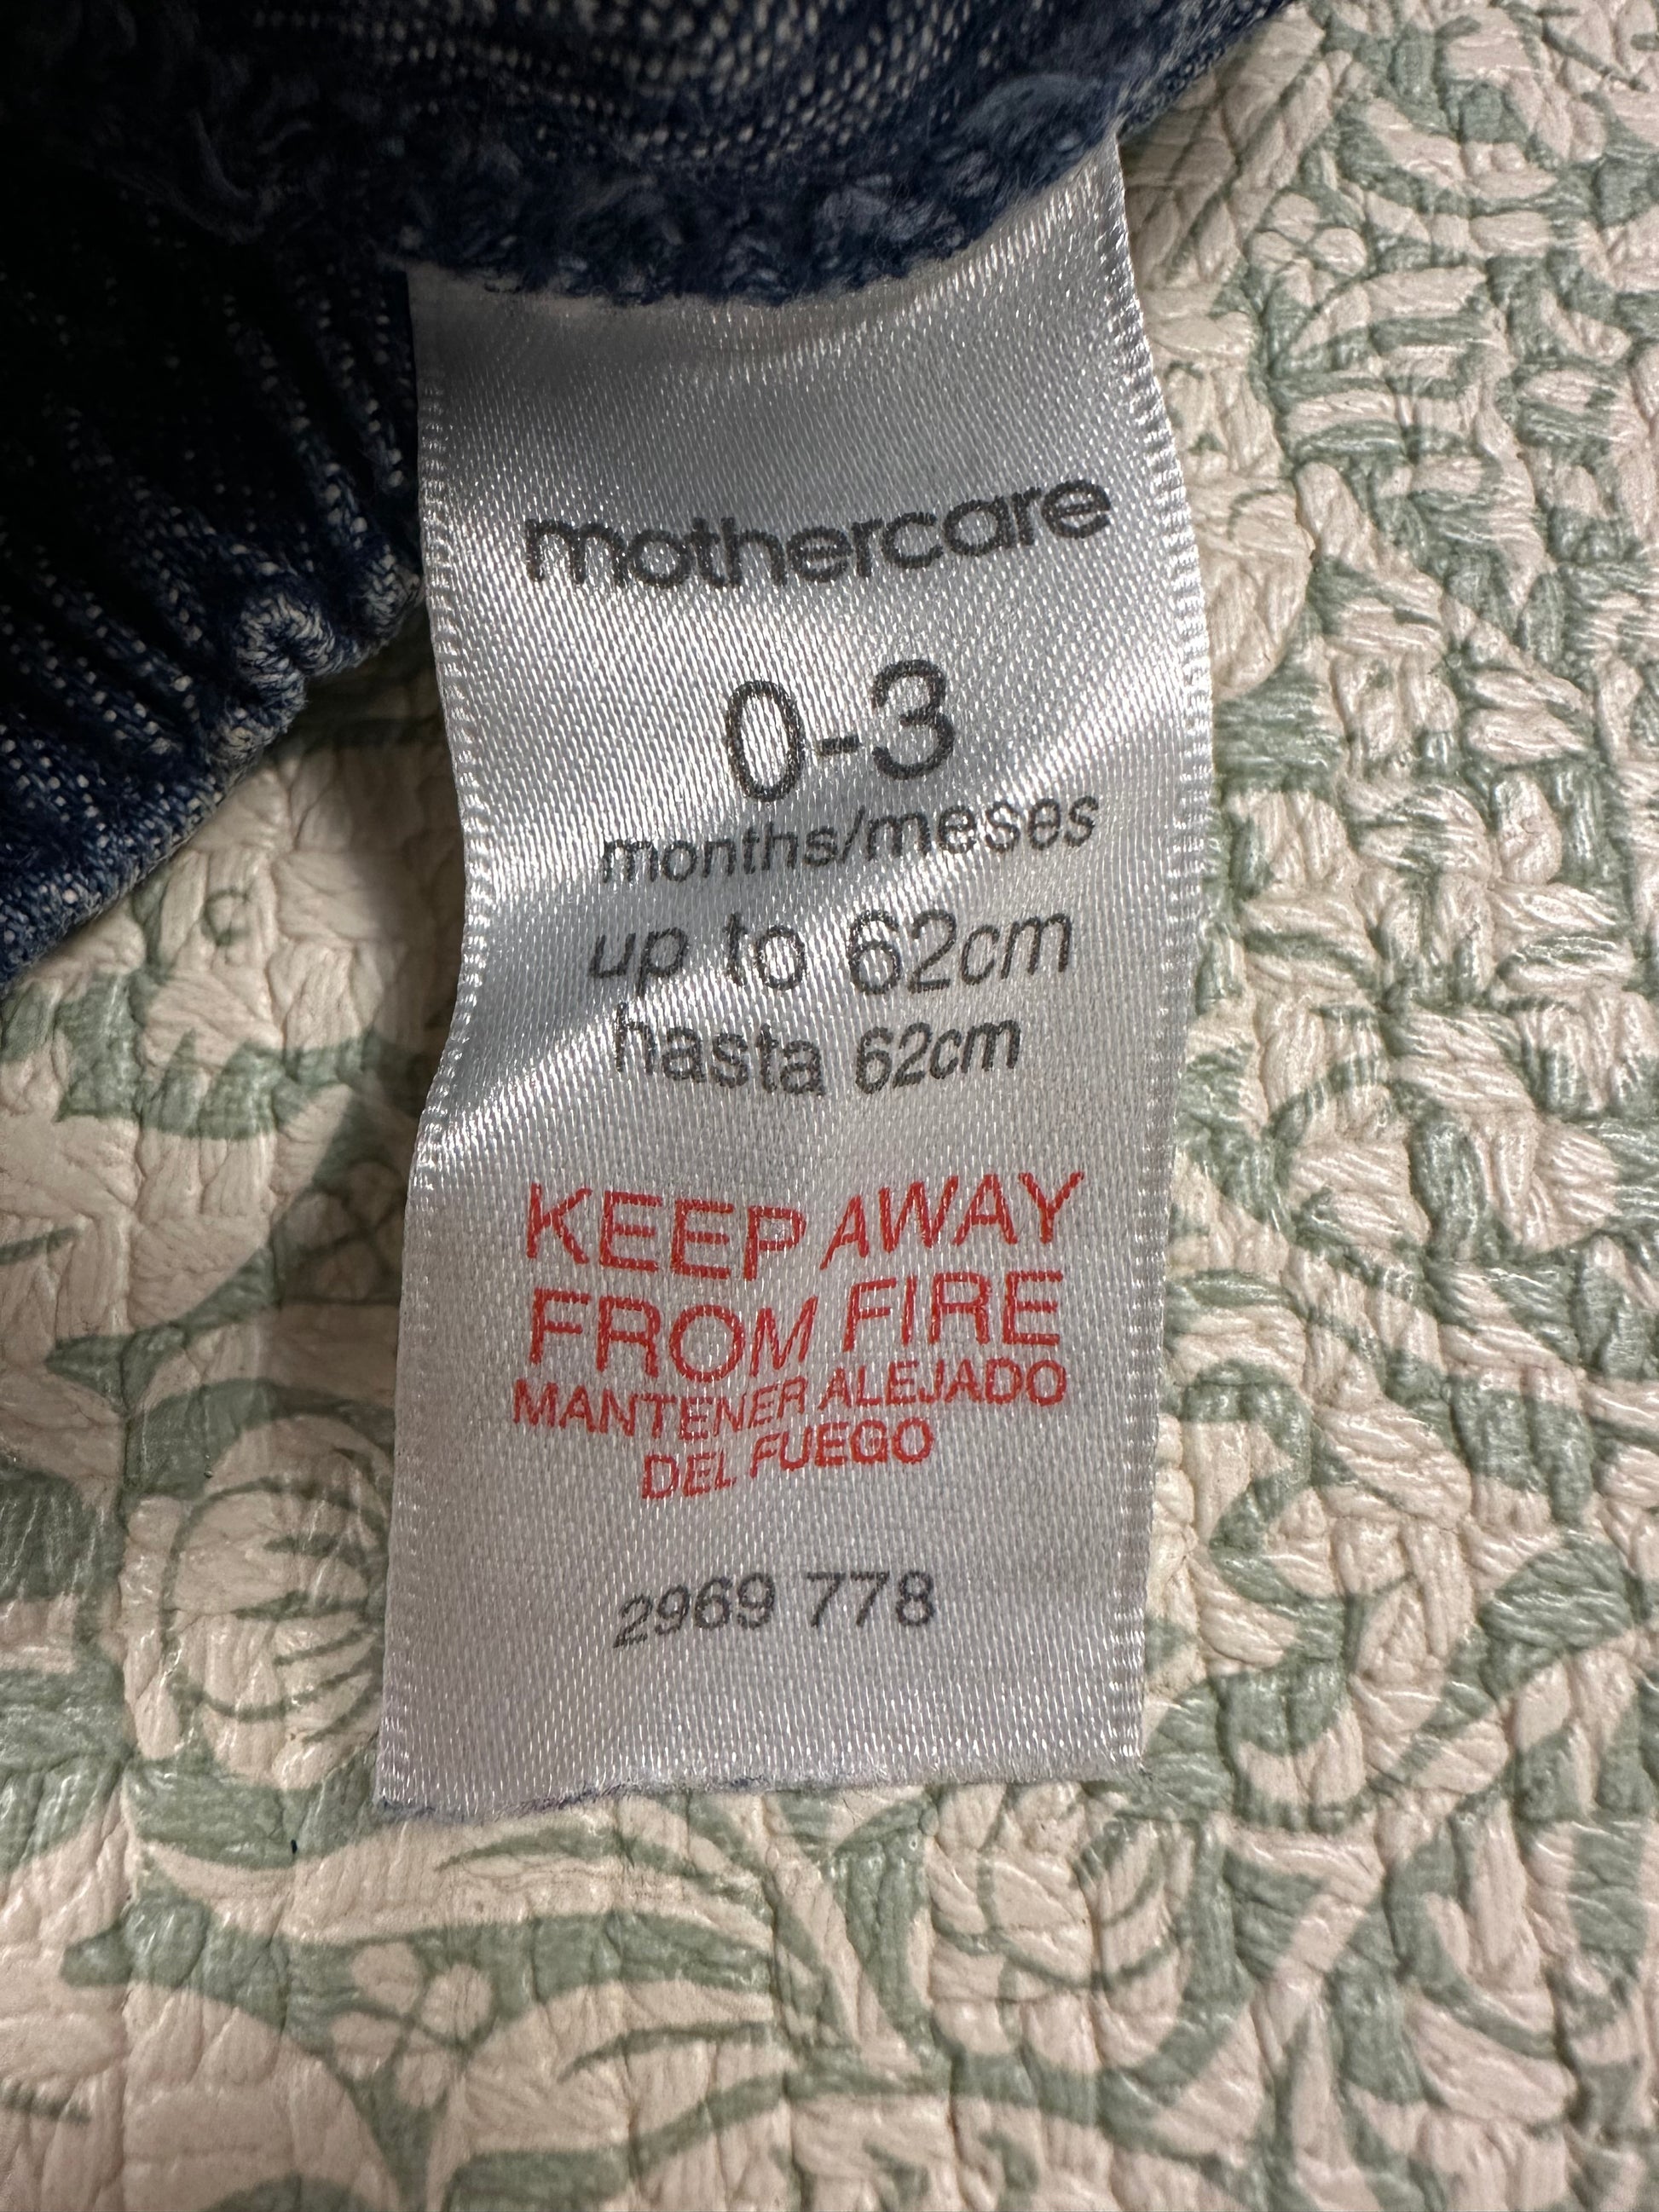 mothercare
0-3
months/meses
up to 62cm
hasta 62cm
KEEP AWAY
FROM FIRE
MANTENER ALEJADO
DEL FUEGO
2969 778